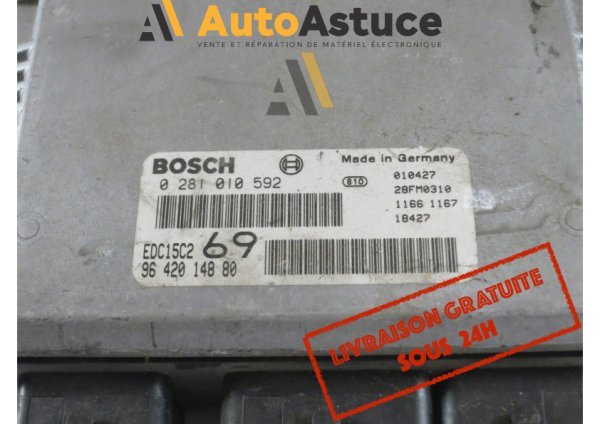 AutoAstuce
VENTE ET RÉPARATION DE MATÉRIEL ÉLECTRONIQUE
BOSCH
Made in Germany
0 281 010 592
810
010427
28FM0310
1166 1167
18427
EDC15C2
69
96 420 148 80
LIVRAISON GRATUITE
SOUS 24H